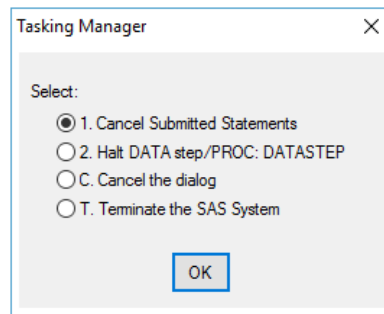 Tasking Manager
Select:
1. Cancel Submitted Statements
2. Halt DATA step/PROC: DATASTEP
C. Cancel the dialog
T. Terminate the SAS System
OK